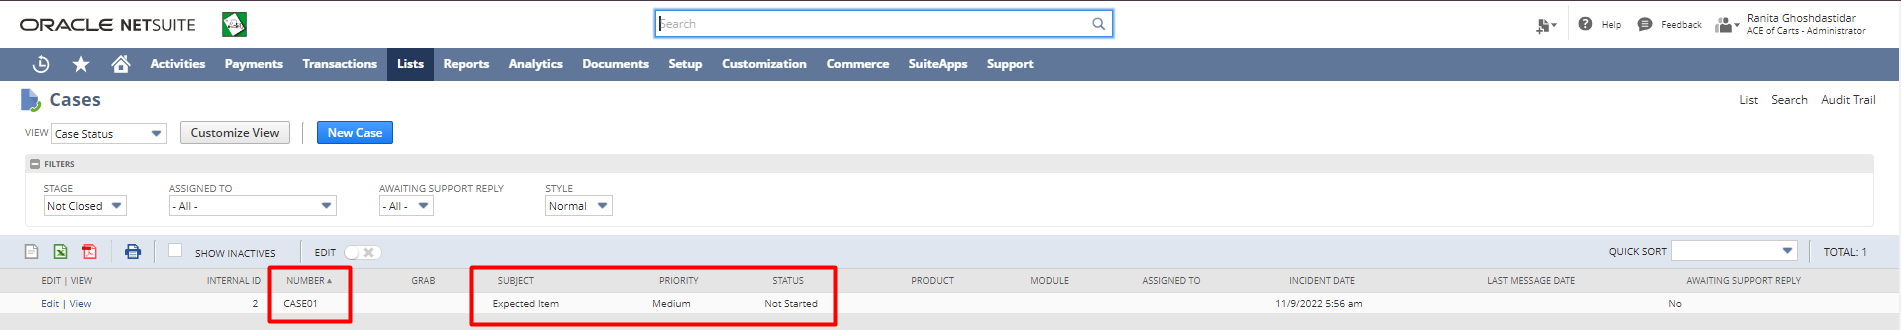 ORACLE NETSUITE
Search
Help
Feedback
Ranita Ghoshdastidar
ACE of Carts - Administrator
Activities Payments Transactions Lists Reports Analytics Documents Setup Customization Commerce SuiteApps Support
Cases
List Search Audit Trail
VIEW Case Status Customize View New Case
FILTERS
STAGE ASSIGNED TO AWAITING SUPPORT REPLY STYLE
Not Closed - All - - All - Normal
SHOW INACTIVES EDIT QUICK SORT TOTAL: 1
EDIT | VIEW INTERNAL ID NUMBER ▲ GRAB SUBJECT PRIORITY STATUS PRODUCT MODULE ASSIGNED TO INCIDENT DATE LAST MESSAGE DATE AWAITING SUPPORT REPLY
Edit | View 2 CASE01 Expected Item Medium Not Started 11/9/2022 5:56 am No